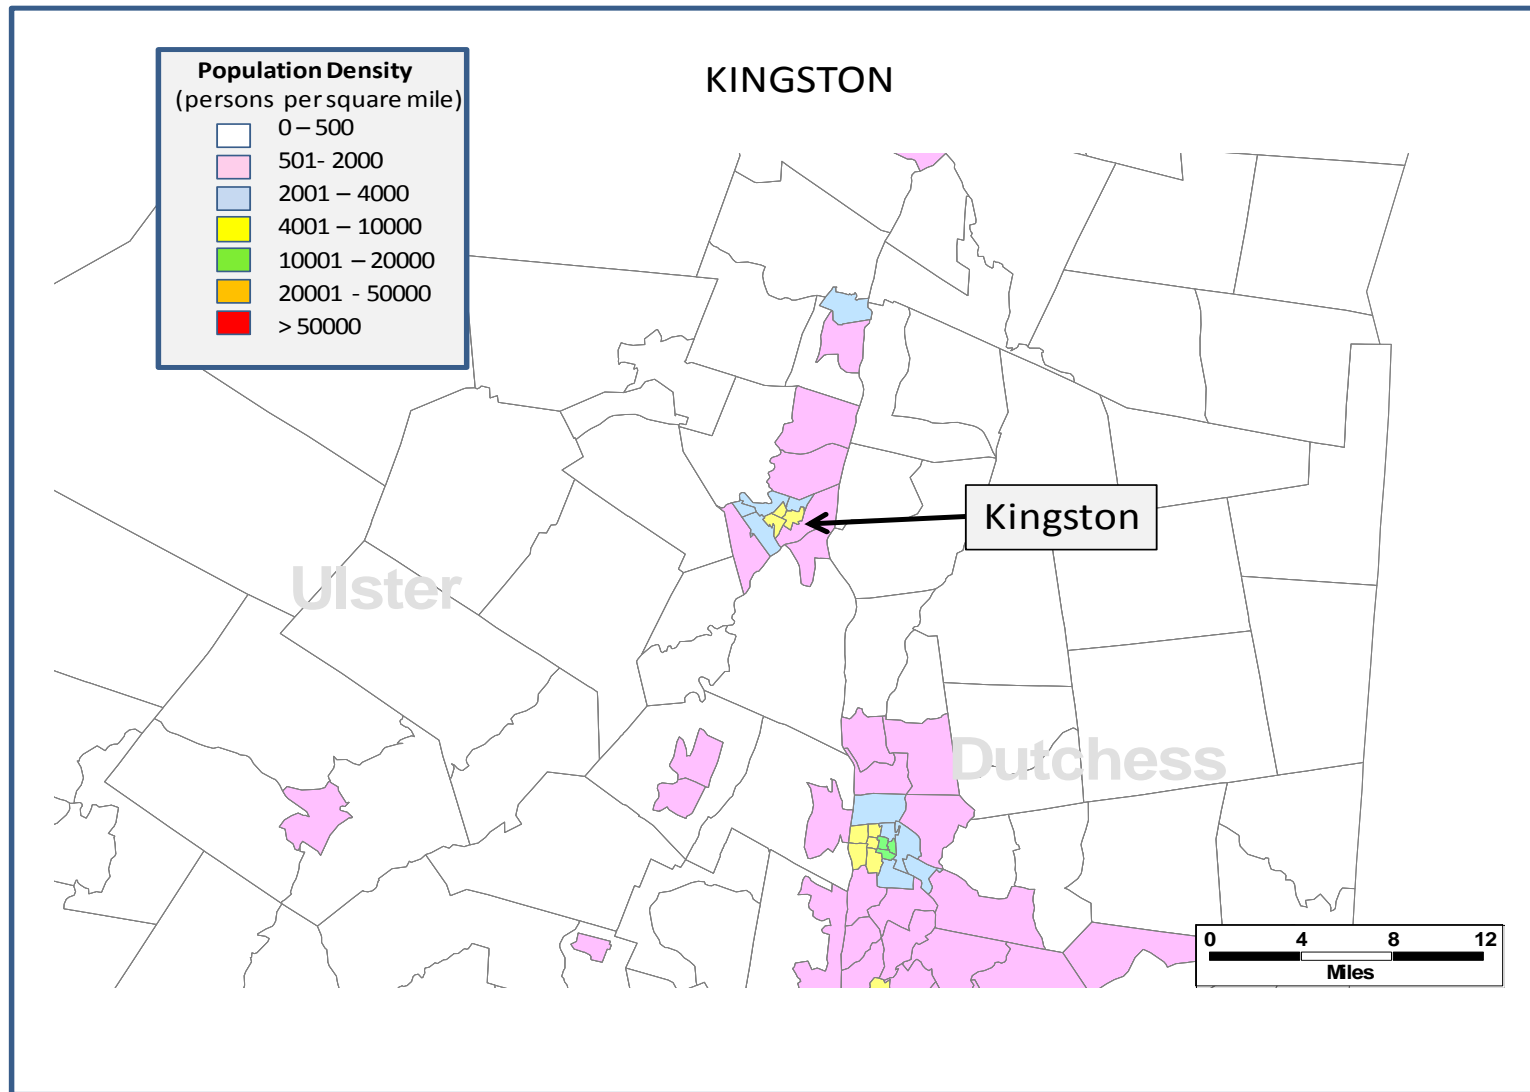 KINGSTON
Population Density
(persons per square mile)
0 – 500
501- 2000
2001 – 4000
4001 – 10000
10001 – 20000
20001 - 50000
> 50000
Kingston
Ulster
Dutchess
0 4 8 12
Miles